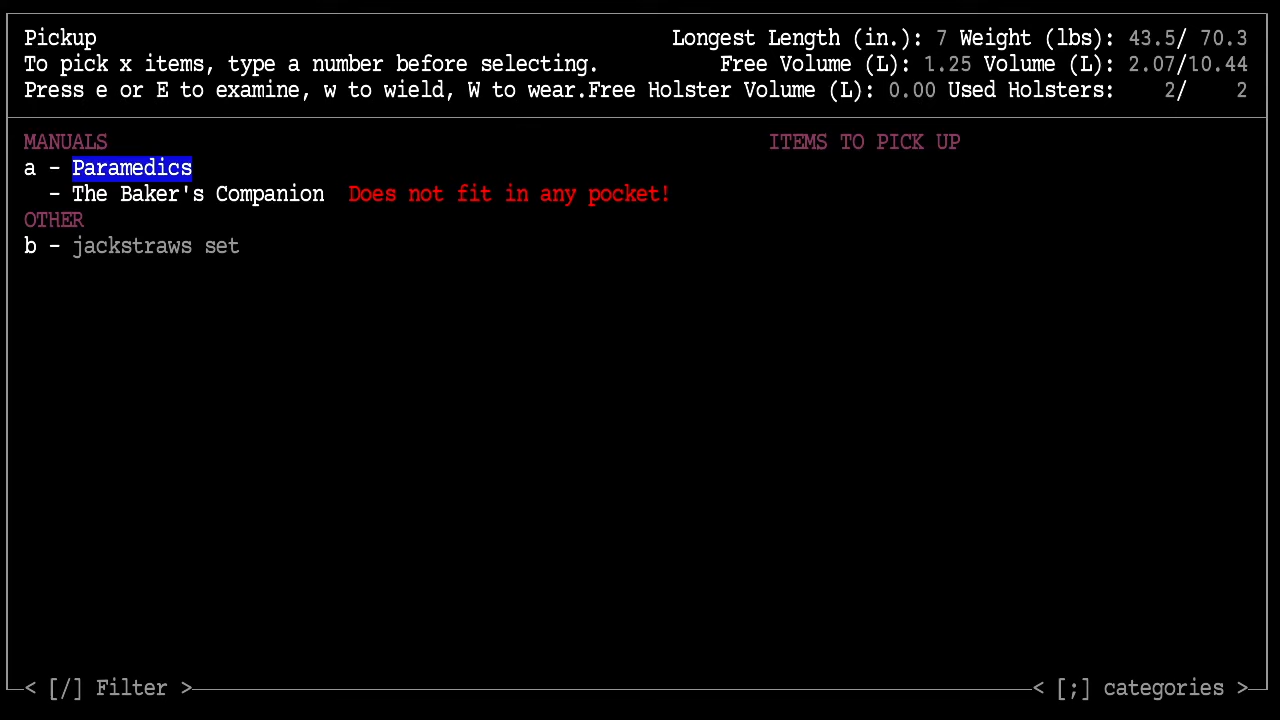 Pickup Longest Length (in.): 7 Weight (lbs): 43.5/ 70.3
To pick x items, type a number before selecting. Free Volume (L): 1.25 Volume (L): 2.07/10.44
Press e or E to examine, w to wield, W to wear.Free Holster Volume (L): 0.00 Used Holsters: 2/ 2
MANUALS ITEMS TO PICK UP
a - Paramedics
- The Baker's Companion Does not fit in any pocket!
OTHER
b - jackstraws set
< [/] Filter > < [;] categories >